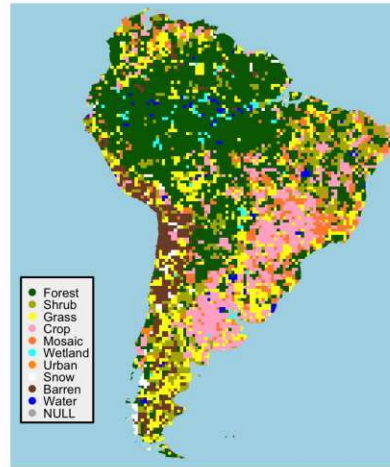 Forest
Shrub
Grass
Crop
Mosaic
Wetland
Urban
Snow
Barren
Water
NULL